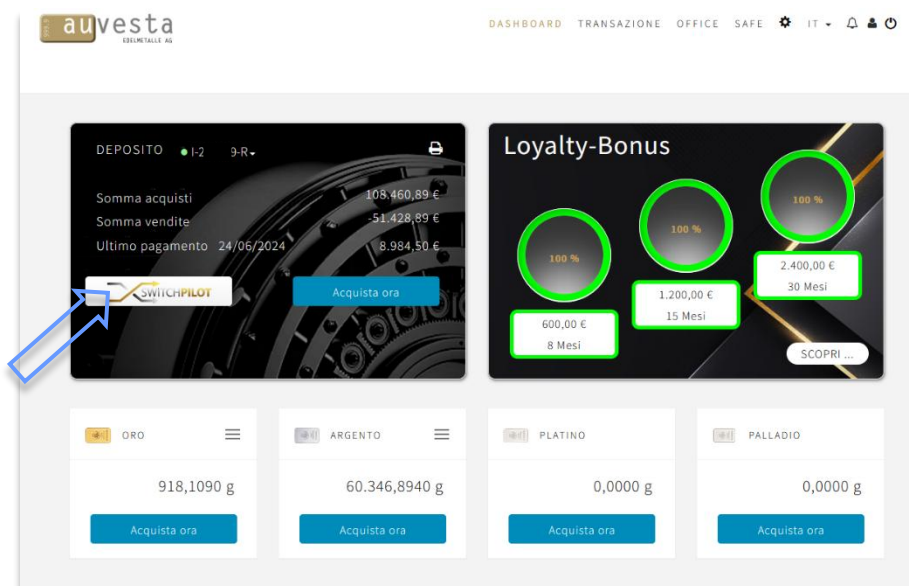 999.9 auvesta
EDELMETALLE AG
DASHBOARD TRANSAZIONE OFFICE SAFE IT
DEPOSITO I-2 9-R
Somma acquisti 108.460,89 €
Somma vendite -51.428,89 €
Ultimo pagamento 24/06/2024 8.984,50 €
SWITCHPILOT Acquista ora
Loyalty-Bonus
100 %
100 %
100 %
2.400,00 €
30 Mesi
1.200,00 €
15 Mesi
600,00 €
8 Mesi
SCOPRI ...
ORO ARGENTO PLATINO PALLADIO
918,1090 g 60.346,8940 g 0,0000 g 0,0000 g
Acquista ora Acquista ora Acquista ora Acquista ora